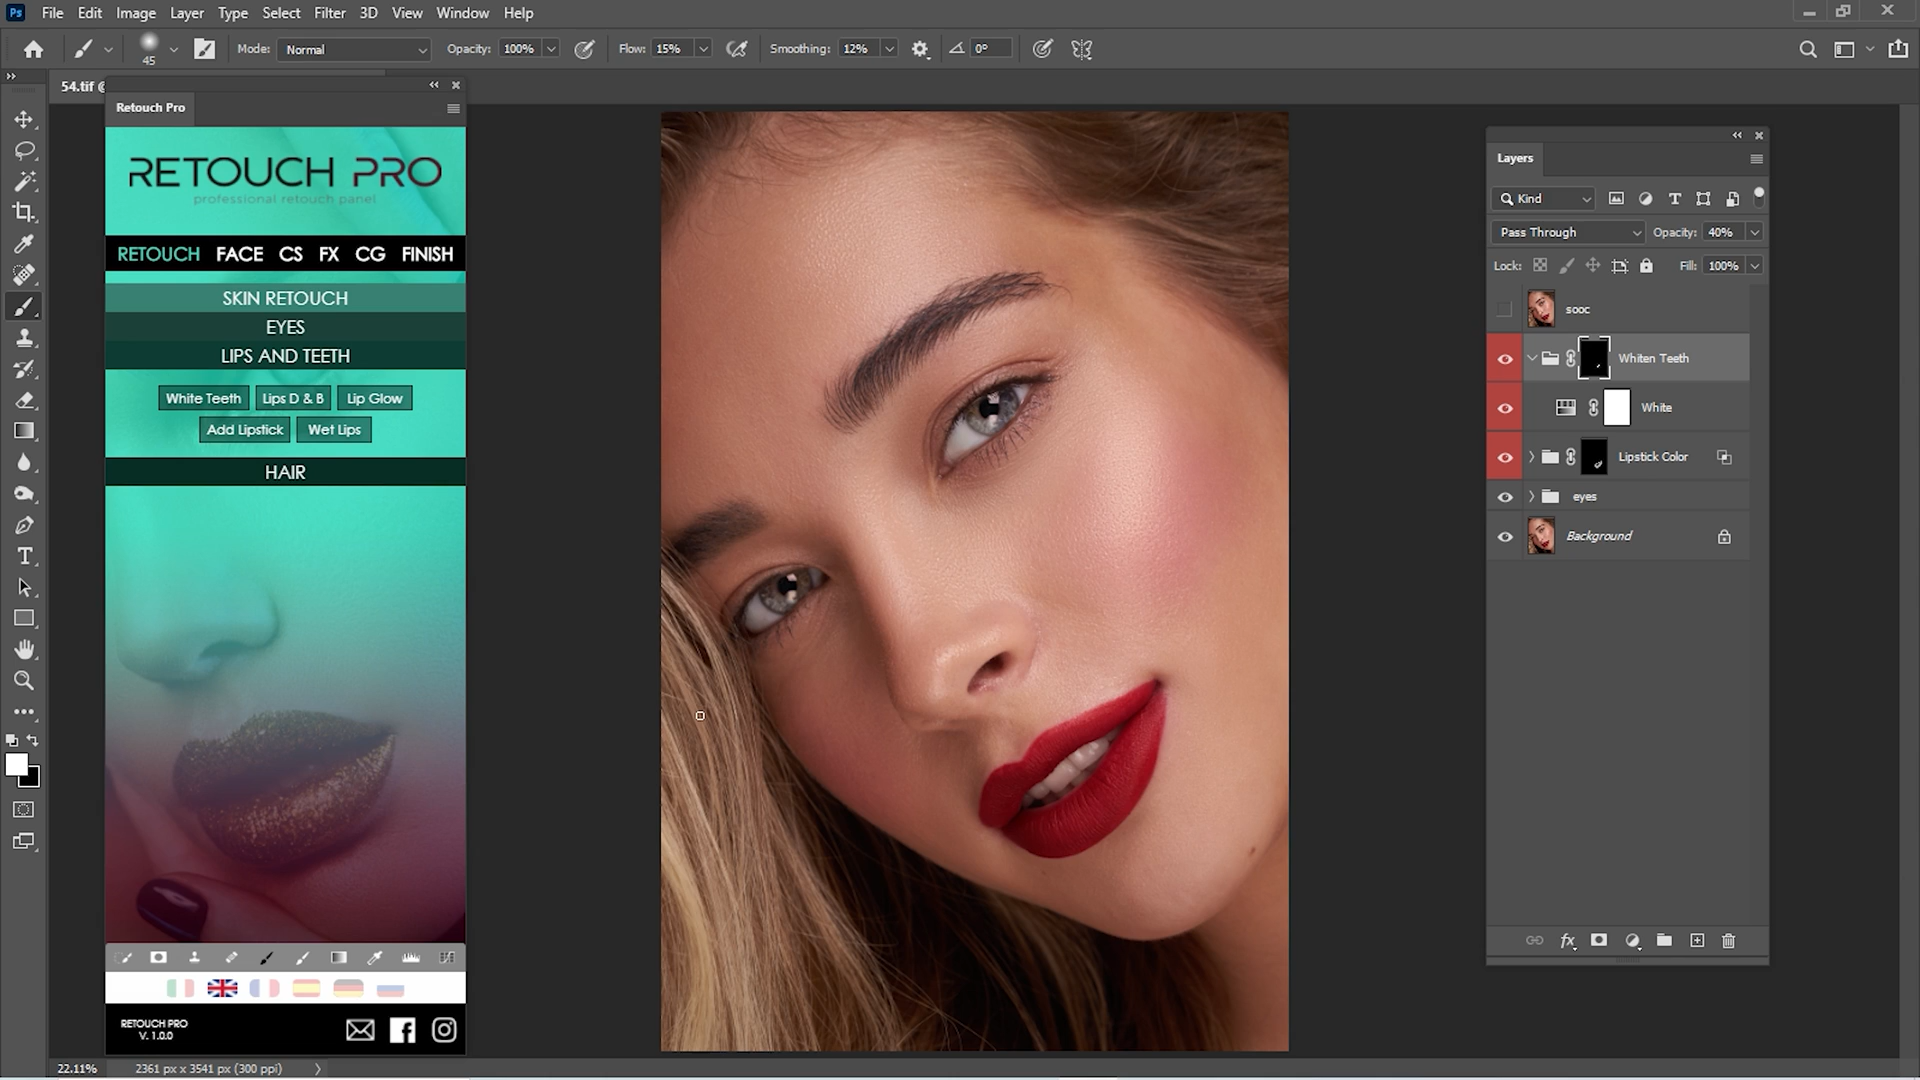 Ps File Edit Image Layer Type Select Filter 3D View Window Help
45 Mode: Normal Opacity: 100% Flow: 15% Smoothing: 12% 0°
54.tif @
Retouch Pro
RETOUCH PRO
professional retouch panel
RETOUCH FACE CS FX CG FINISH
SKIN RETOUCH
EYES
LIPS AND TEETH
White Teeth Lips D & B Lip Glow
Add Lipstick Wet Lips
HAIR
RETOUCH PRO
V. 1.0.0
Layers
Kind
Pass Through Opacity: 40%
Lock: Fill: 100%
sooc
Whiten Teeth
White
Lipstick Color
eyes
Background
fx
22.11% 2361 px x 3541 px (300 ppi)